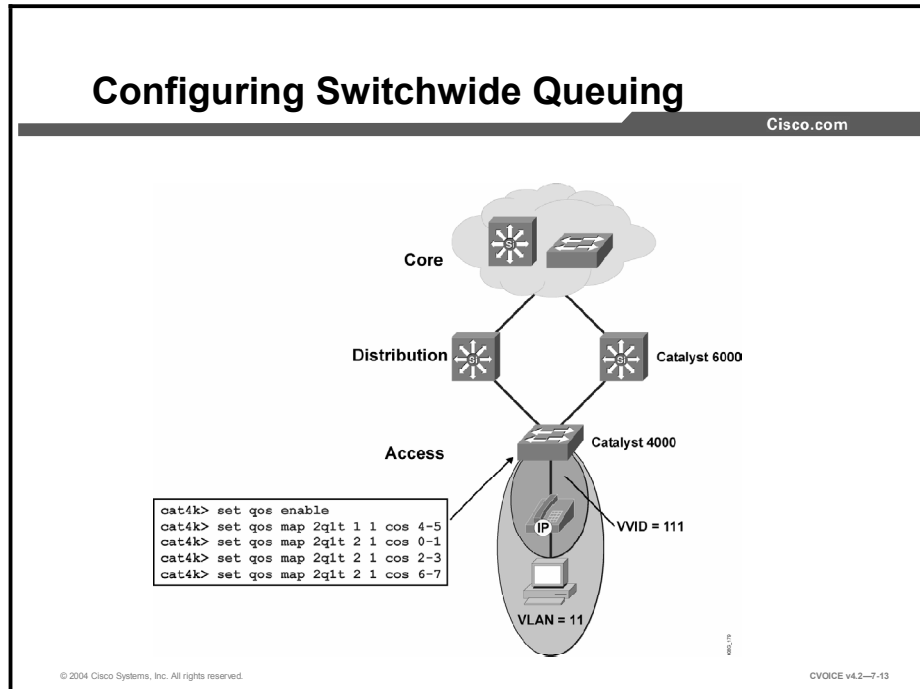 Configuring Switchwide Queuing
Cisco.com
Si
Core
Distribution
Si
Si
Catalyst 6000
Catalyst 4000
Access
cat4k> set qos enable
cat4k> set qos map 2q1t 1 1 cos 4-5
cat4k> set qos map 2q1t 2 1 cos 0-1
cat4k> set qos map 2q1t 2 1 cos 2-3
cat4k> set qos map 2q1t 2 1 cos 6-7
IP
VVID = 111
VLAN = 11
© 2004 Cisco Systems, Inc. All rights reserved.
CVOICE v4.2—7-13